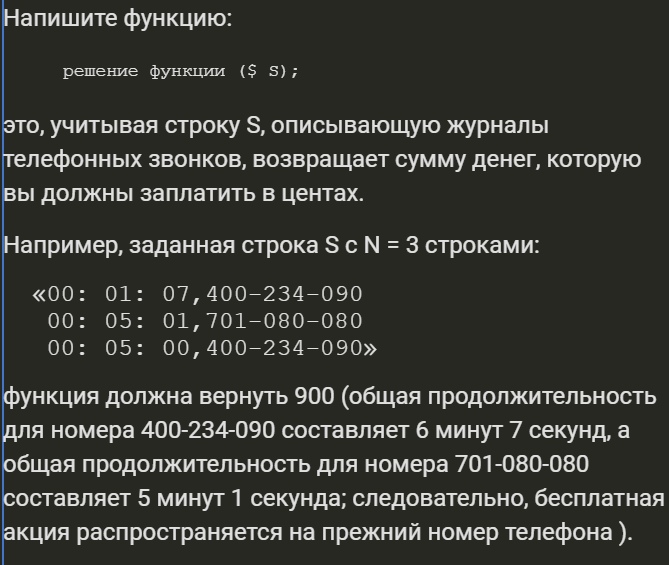 Напишите функцию:
решение функции ($ S);
это, учитывая строку S, описывающую журналы
телефонных звонков, возвращает сумму денег, которую
вы должны заплатить в центах.
Например, заданная строка S с N = 3 строками:
«00: 01: 07,400-234-090
00: 05: 01,701-080-080
00: 05: 00,400-234-090»
функция должна вернуть 900 (общая продолжительность
для номера 400-234-090 составляет 6 минут 7 секунд, а
общая продолжительность для номера 701-080-080
составляет 5 минут 1 секунда; следовательно, бесплатная
акция распространяется на прежний номер телефона ).